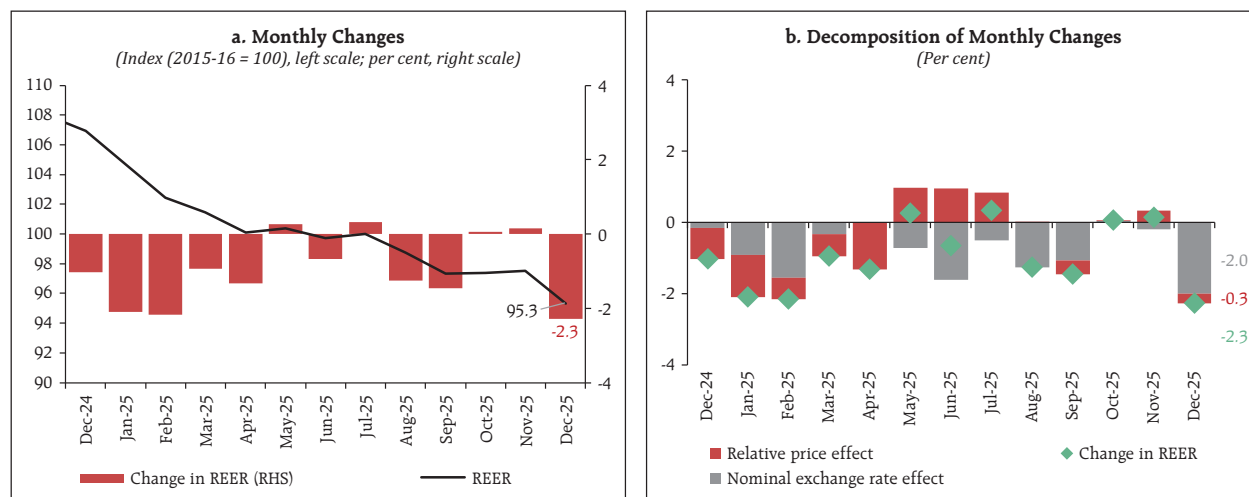 a. Monthly Changes
(Index (2015-16 = 100), left scale; per cent, right scale)
110
108
106
104
102
100
98
96
94
92
90
4
2
0
-2
-4
95.3
-2.3
Dec-24
Jan-25
Feb-25
Mar-25
Apr-25
May-25
Jun-25
Jul-25
Aug-25
Sep-25
Oct-25
Nov-25
Dec-25
Change in REER (RHS)
REER
b. Decomposition of Monthly Changes
(Per cent)
4
2
0
-2
-4
-2.0
-0.3
-2.3
Dec-24
Jan-25
Feb-25
Mar-25
Apr-25
May-25
Jun-25
Jul-25
Aug-25
Sep-25
Oct-25
Nov-25
Dec-25
Relative price effect
Change in REER
Nominal exchange rate effect